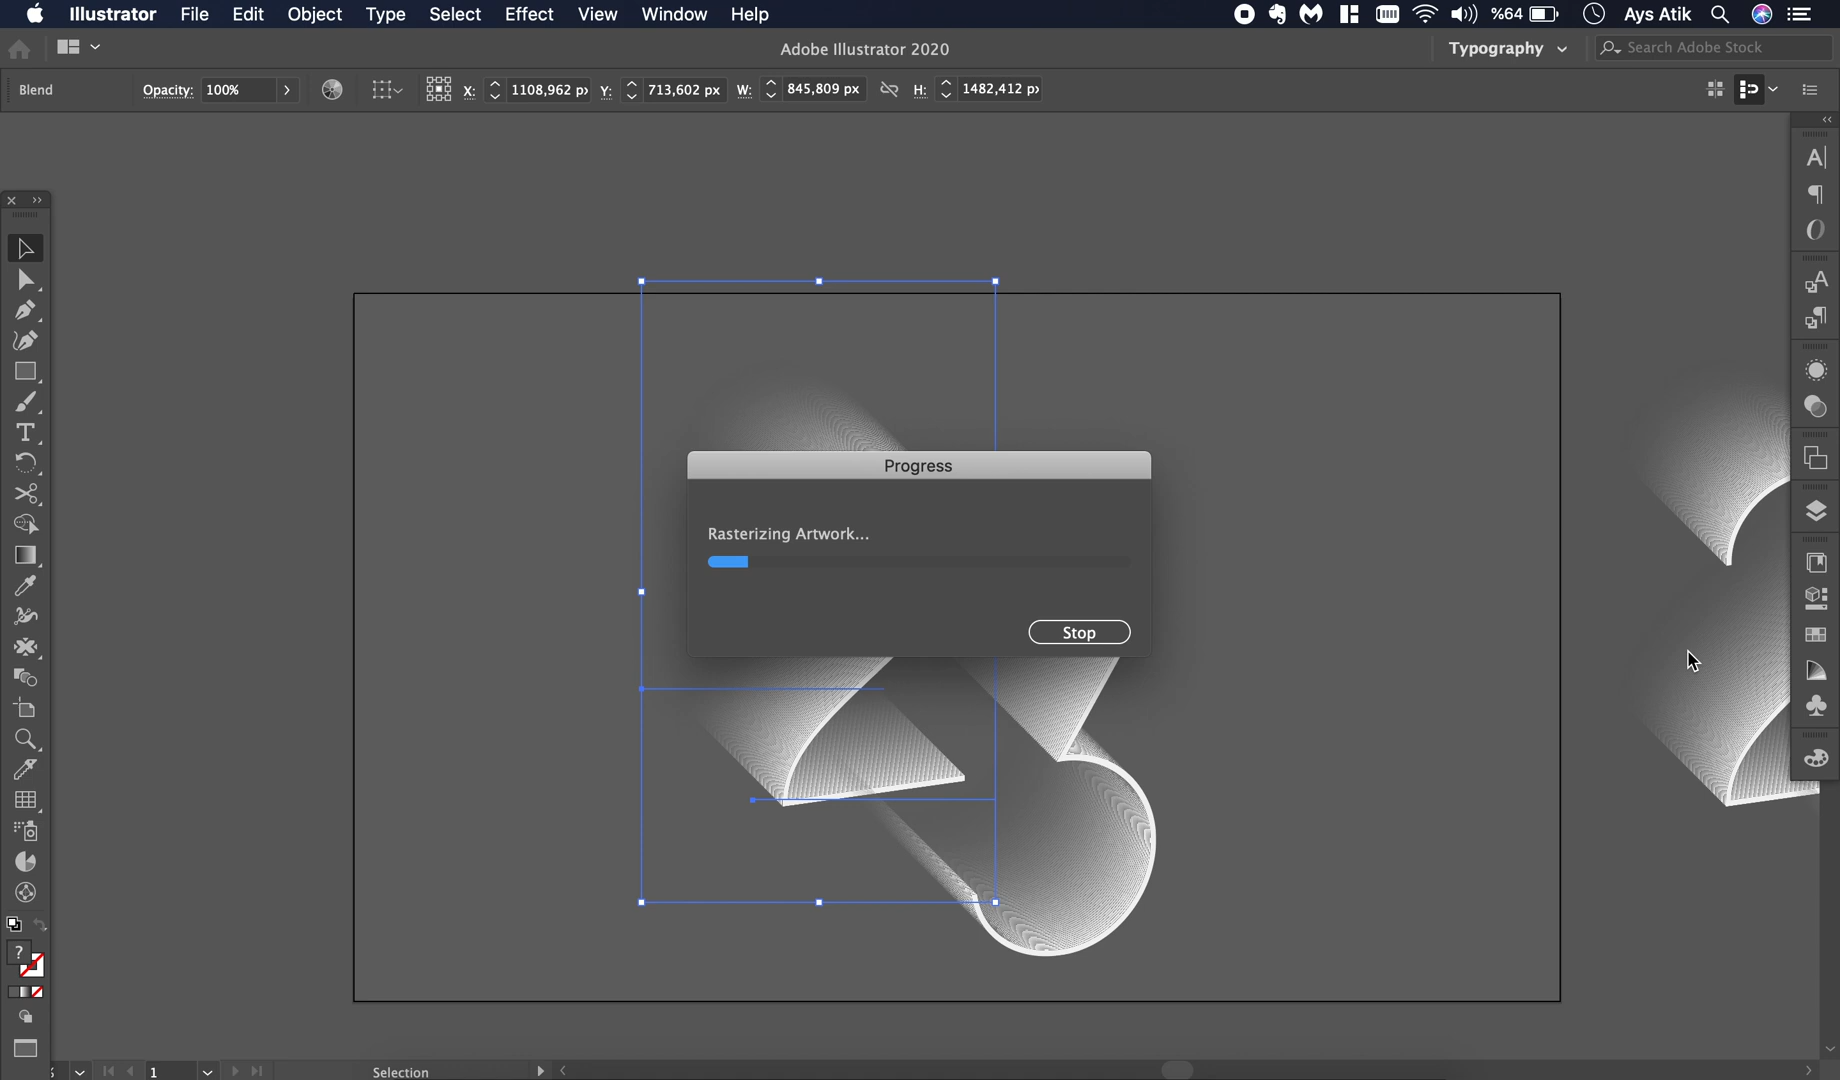 Illustrator File Edit Object Type Select Effect View Window Help %64 Ays Atik
Adobe Illustrator 2020 Typography Search Adobe Stock
Blend Opacity: 100% X: 1108,962 px Y: 713,602 px W: 845,809 px H: 1482,412 px
Progress
Rasterizing Artwork...
Stop
1 Selection